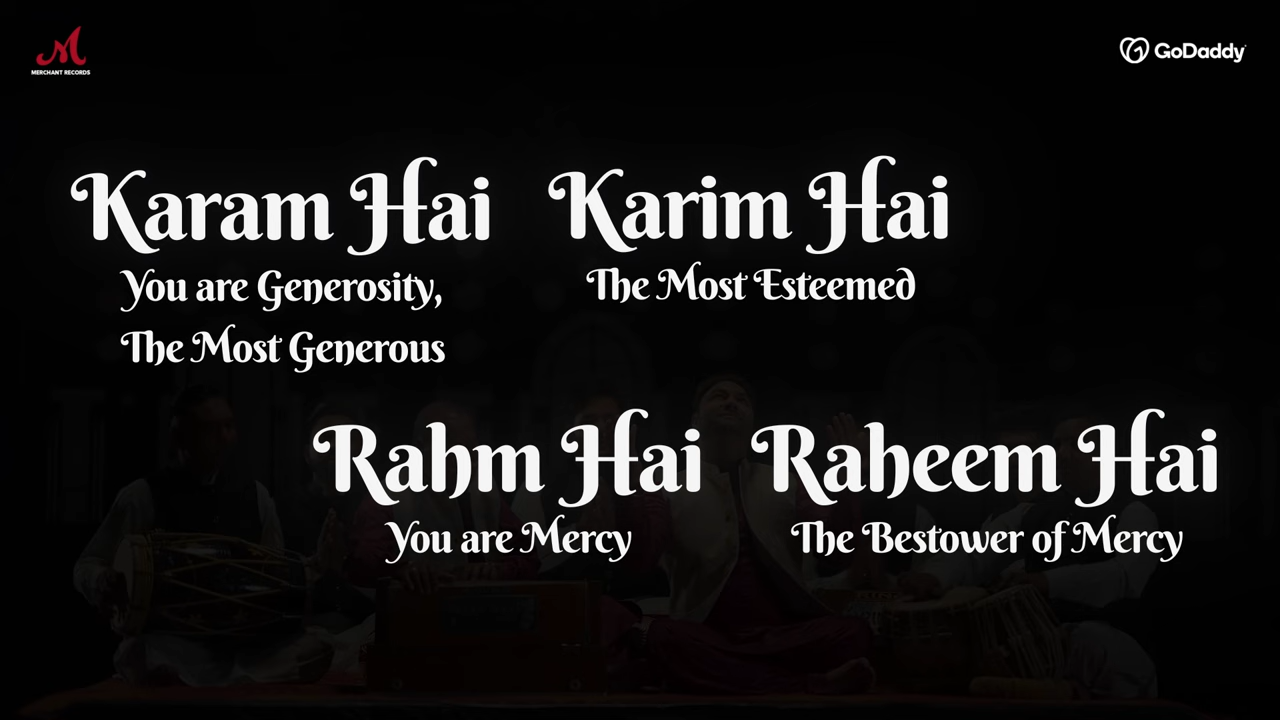 MERCHANT RECORDS
GoDaddy
Karam Hai Karim Hai
You are Generosity, The Most Esteemed
The Most Generous
Rahm Hai Raheem Hai
You are Mercy The Bestower of Mercy